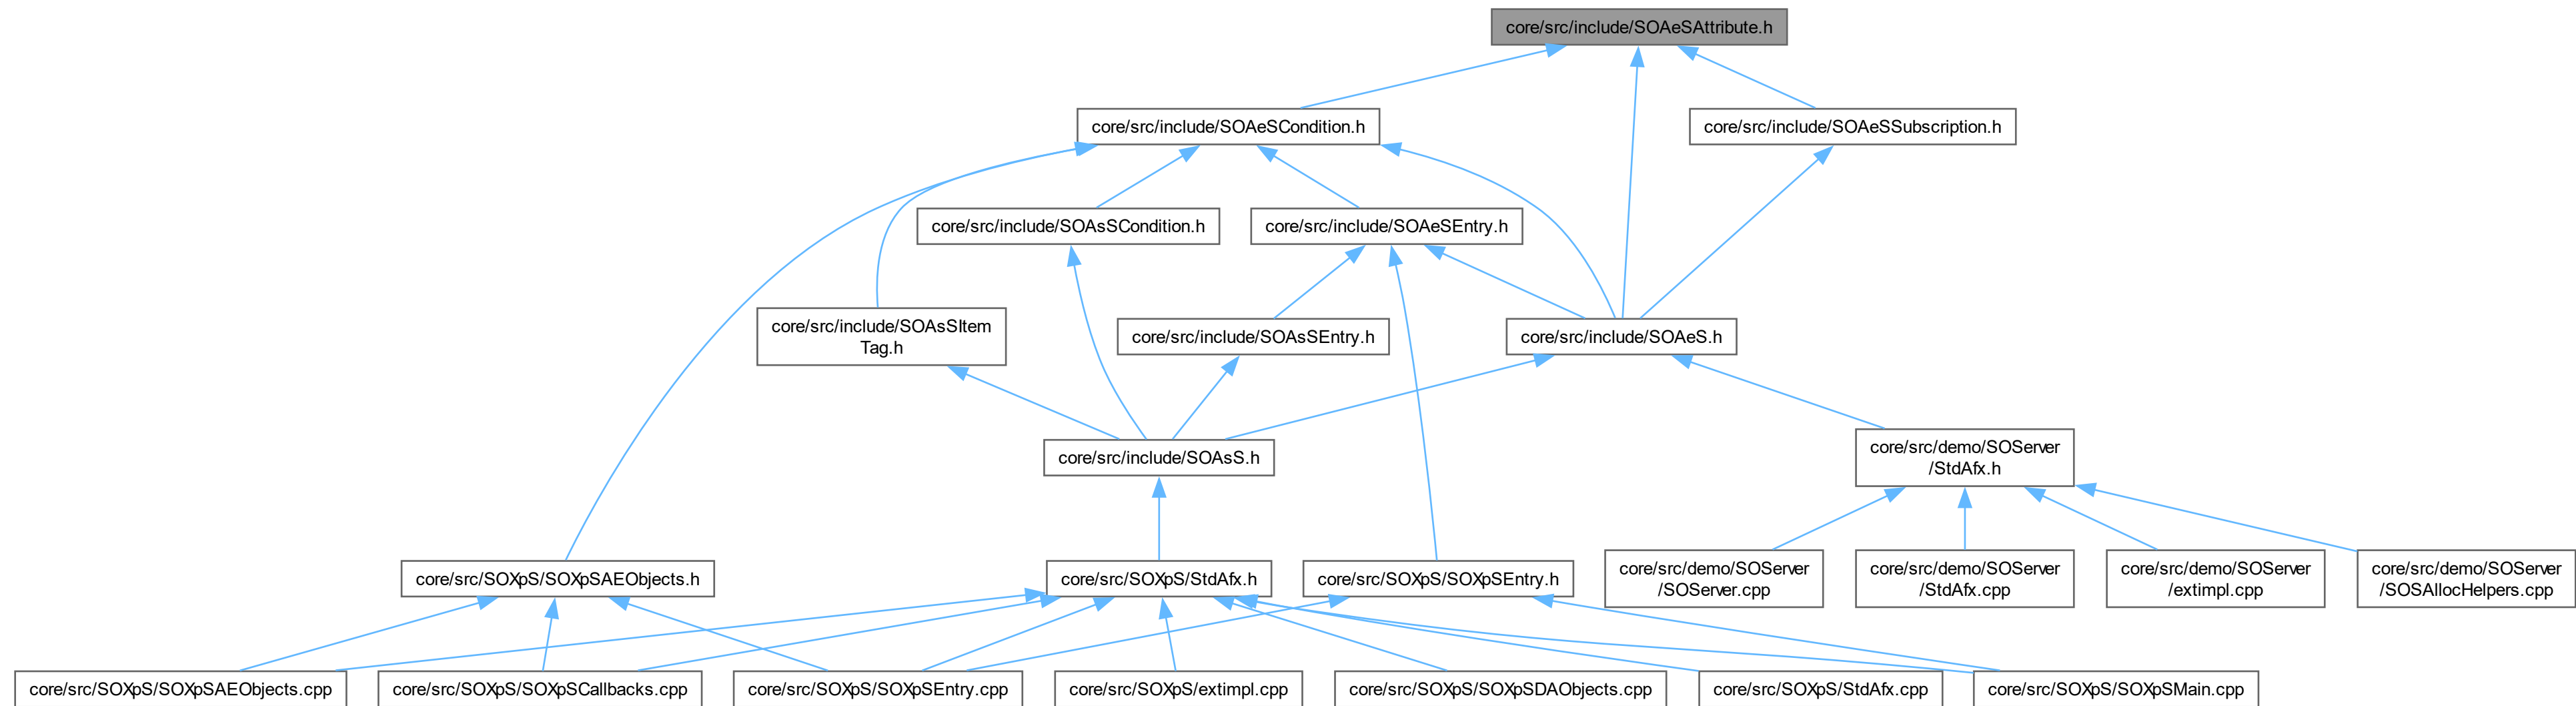 core/src/include/SOAeSAttribute.h
core/src/include/SOAeSCondition.h
core/src/include/SOAeSSubscription.h
core/src/include/SOAsSCondition.h
core/src/include/SOAeSEntry.h
core/src/include/SOAsSItem
Tag.h
core/src/include/SOAsSEntry.h
core/src/include/SOAeS.h
core/src/include/SOAsS.h
core/src/demo/SOServer
/StdAfx.h
core/src/SOXpS/SOXpSAEObjects.h
core/src/SOXpS/StdAfx.h
core/src/SOXpS/SOXpSEntry.h
core/src/demo/SOServer
/SOServer.cpp
core/src/demo/SOServer
/StdAfx.cpp
core/src/demo/SOServer
/extimpl.cpp
core/src/demo/SOServer
/SOSAllocHelpers.cpp
core/src/SOXpS/SOXpSAEObjects.cpp
core/src/SOXpS/SOXpSCallbacks.cpp
core/src/SOXpS/SOXpSEntry.cpp
core/src/SOXpS/extimpl.cpp
core/src/SOXpS/SOXpSDAObjects.cpp
core/src/SOXpS/StdAfx.cpp
core/src/SOXpS/SOXpSMain.cpp